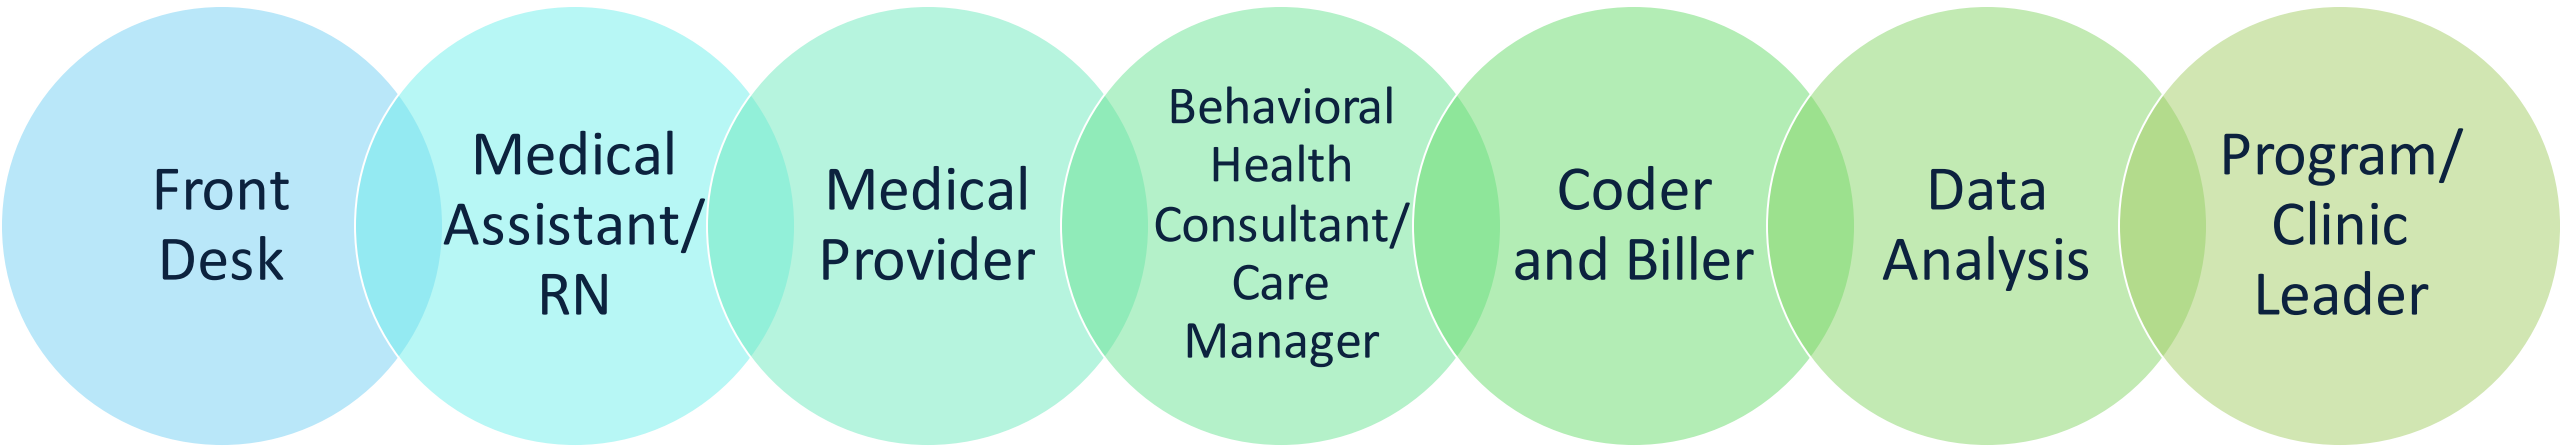 Front
Desk
Medical
Assistant/
RN
Medical
Provider
Behavioral
Health
Consultant/
Care
Manager
Coder
and Biller
Data
Analysis
Program/
Clinic
Leader